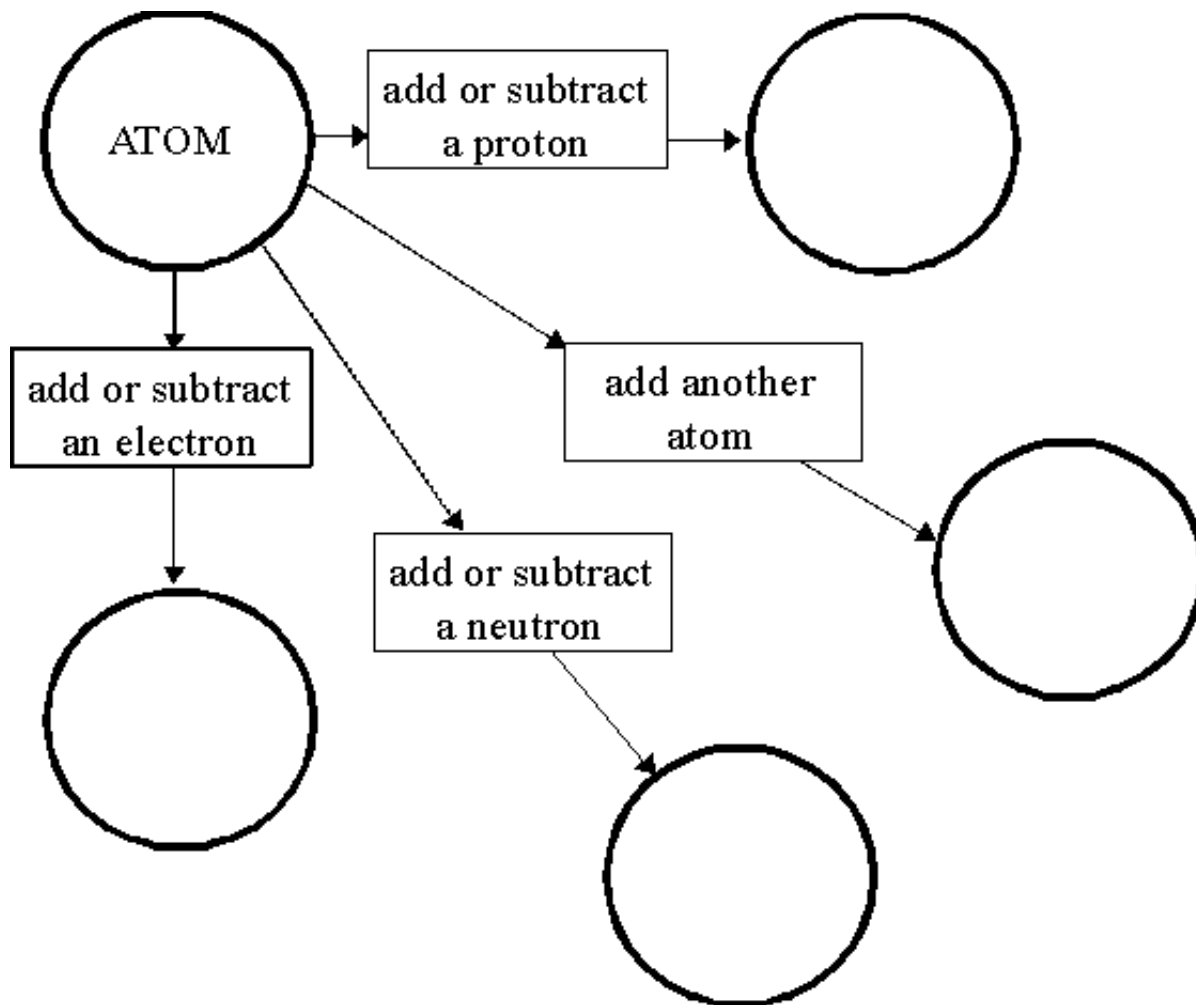 ATOM
add or subtract
a proton
add or subtract
an electron
add another
atom
add or subtract
a neutron